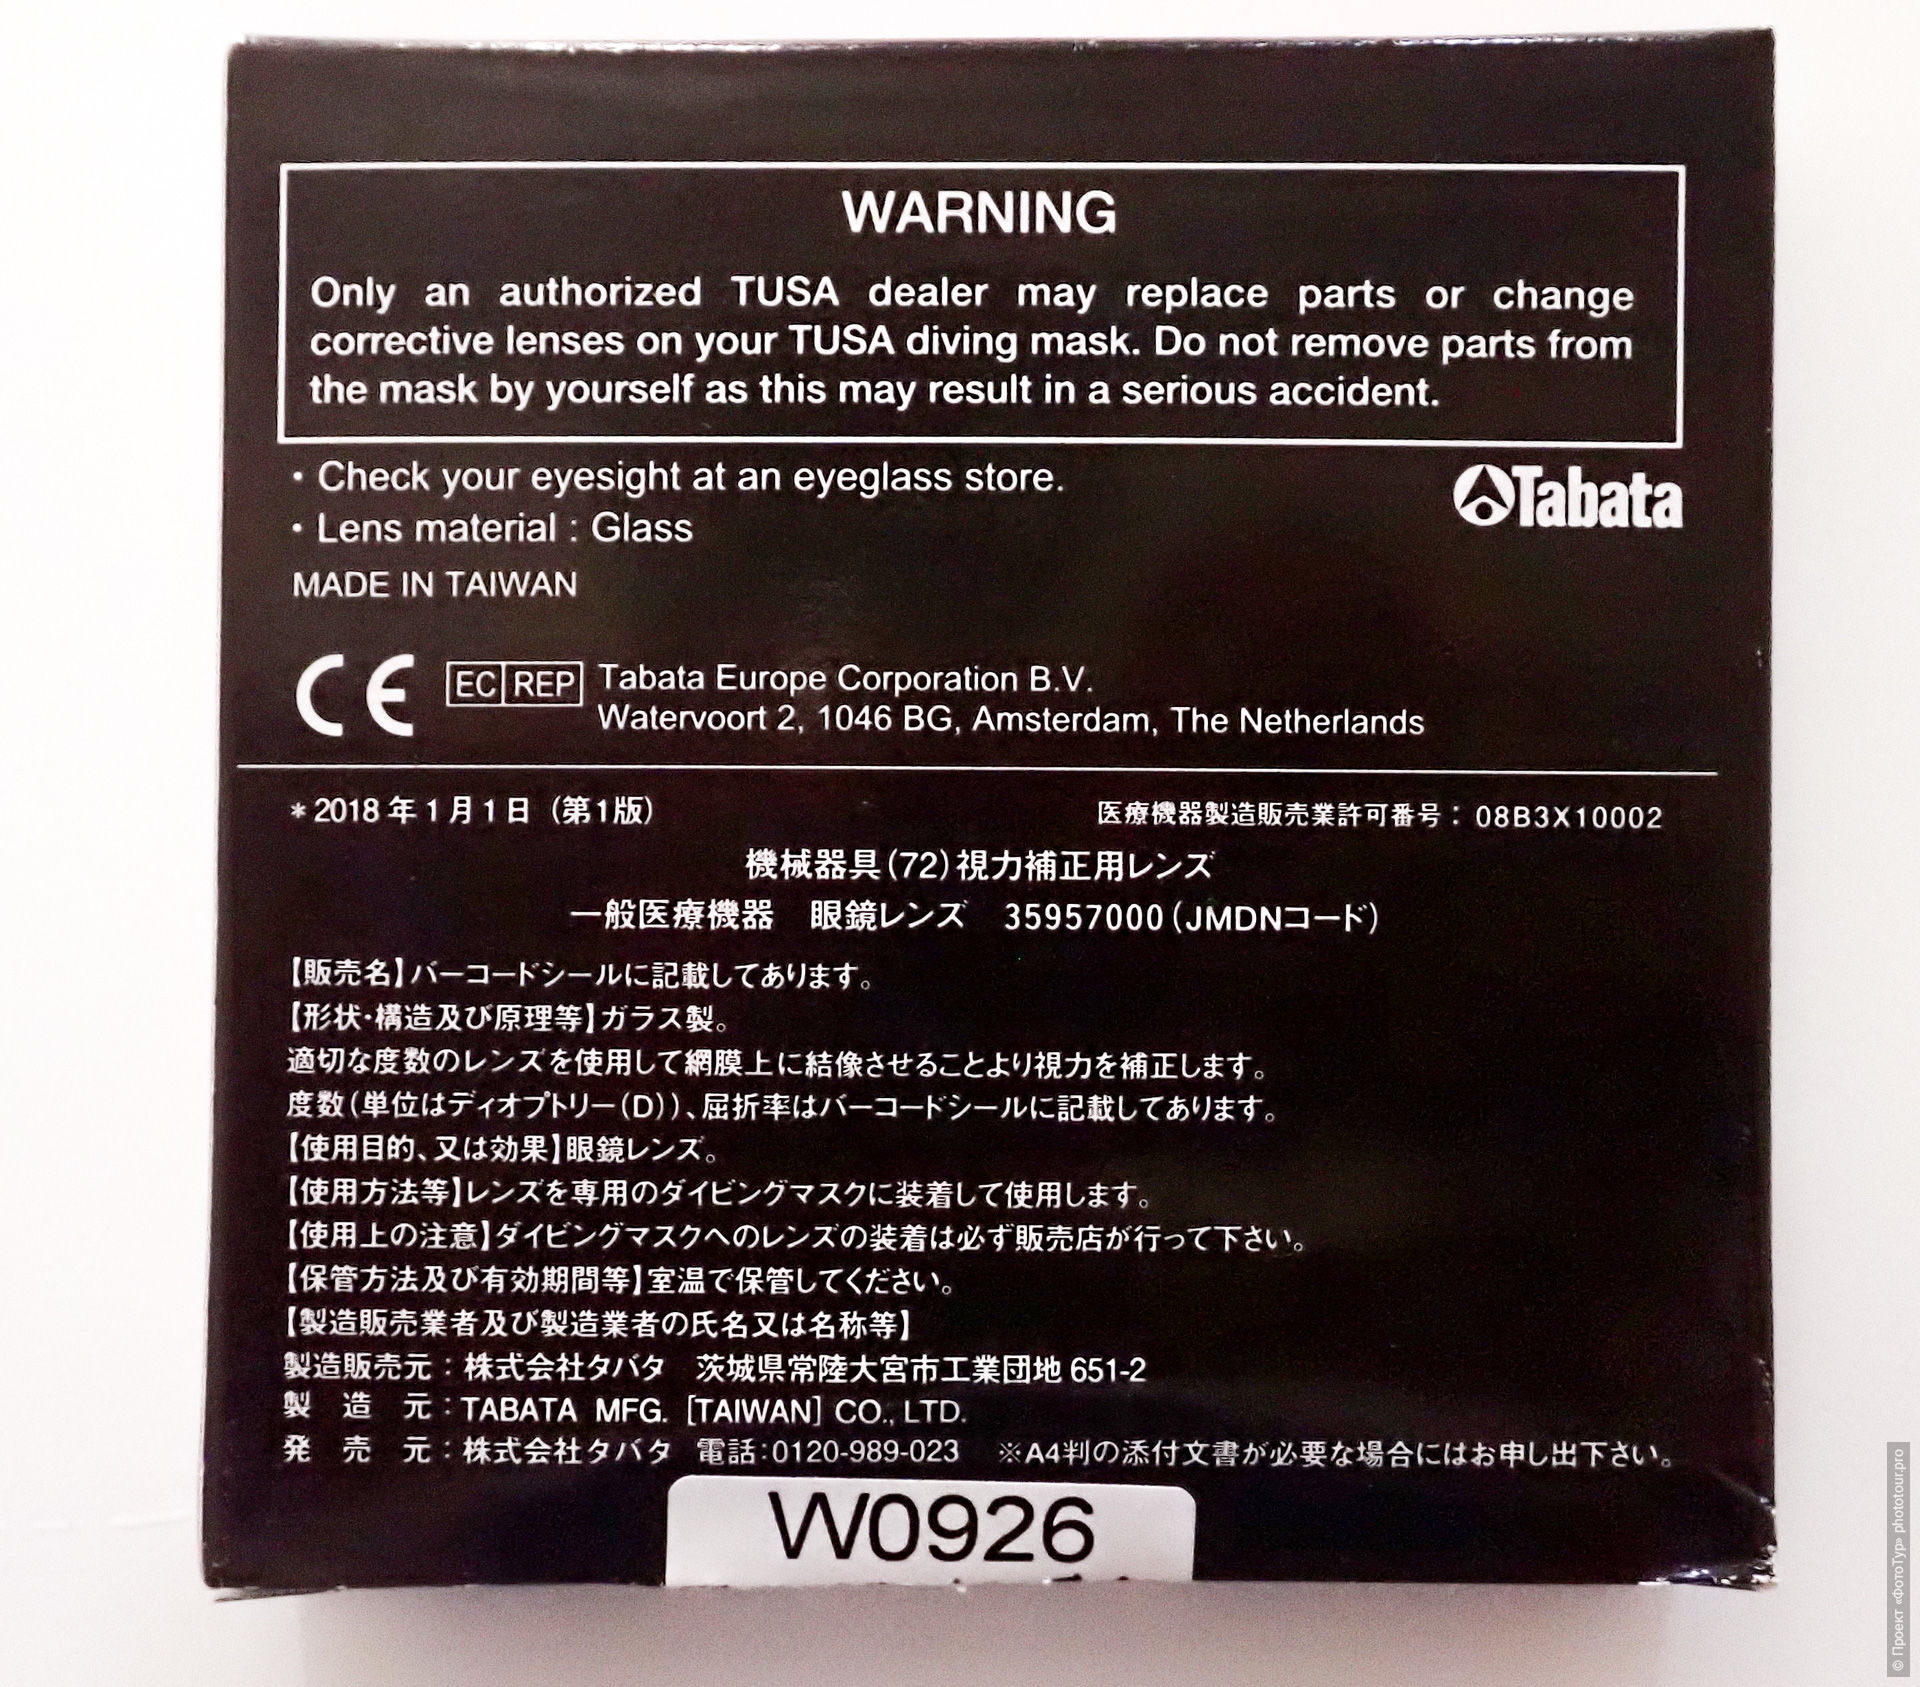 WARNING
Only an authorized TUSA dealer may replace parts or change
corrective lenses on your TUSA diving mask. Do not remove parts from
the mask by yourself as this may result in a serious accident.
・Check your eyesight at an eyeglass store.
・Lens material : Glass
Tabata
MADE IN TAIWAN
CE EC REP Tabata Europe Corporation B.V.
Watervoort 2, 1046 BG, Amsterdam, The Netherlands
＊2018年1月1日（第1版） 医療機器製造販売業許可番号：08B3X10002
機械器具(72)視力補正用レンズ
一般医療機器　眼鏡レンズ　35957000(JMDNコード)
【販売名】バーコードシールに記載してあります。
【形状・構造及び原理等】ガラス製。
適切な度数のレンズを使用して網膜上に結像させることより視力を補正します。
度数(単位はディオプトリー(D))、屈折率はバーコードシールに記載してあります。
【使用目的、又は効果】眼鏡レンズ。
【使用方法等】レンズを専用のダイビングマスクに装着して使用します。
【使用上の注意】ダイビングマスクへのレンズの装着は必ず販売店が行って下さい。
【保管方法及び有効期間等】室温で保管してください。
【製造販売業者及び製造業者の氏名又は名称等】
製造販売元：株式会社タバタ　茨城県常陸大宮市工業団地 651-2
製　造　元：TABATA MFG. [TAIWAN] CO., LTD.
発　売　元：株式会社タバタ　電話：0120-989-023　※A4判の添付文書が必要な場合にはお申し出下さい。
W0926
© Проект «ФотоТур» phototour.pro